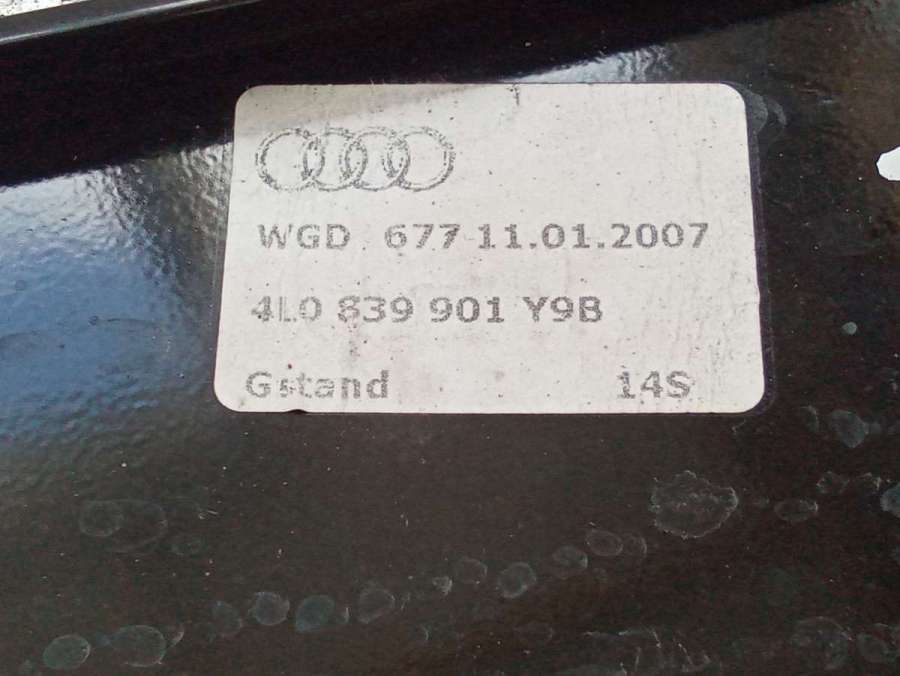 WGD 677 11.01.2007
4L0 839 901 Y9B
Gstand 14S